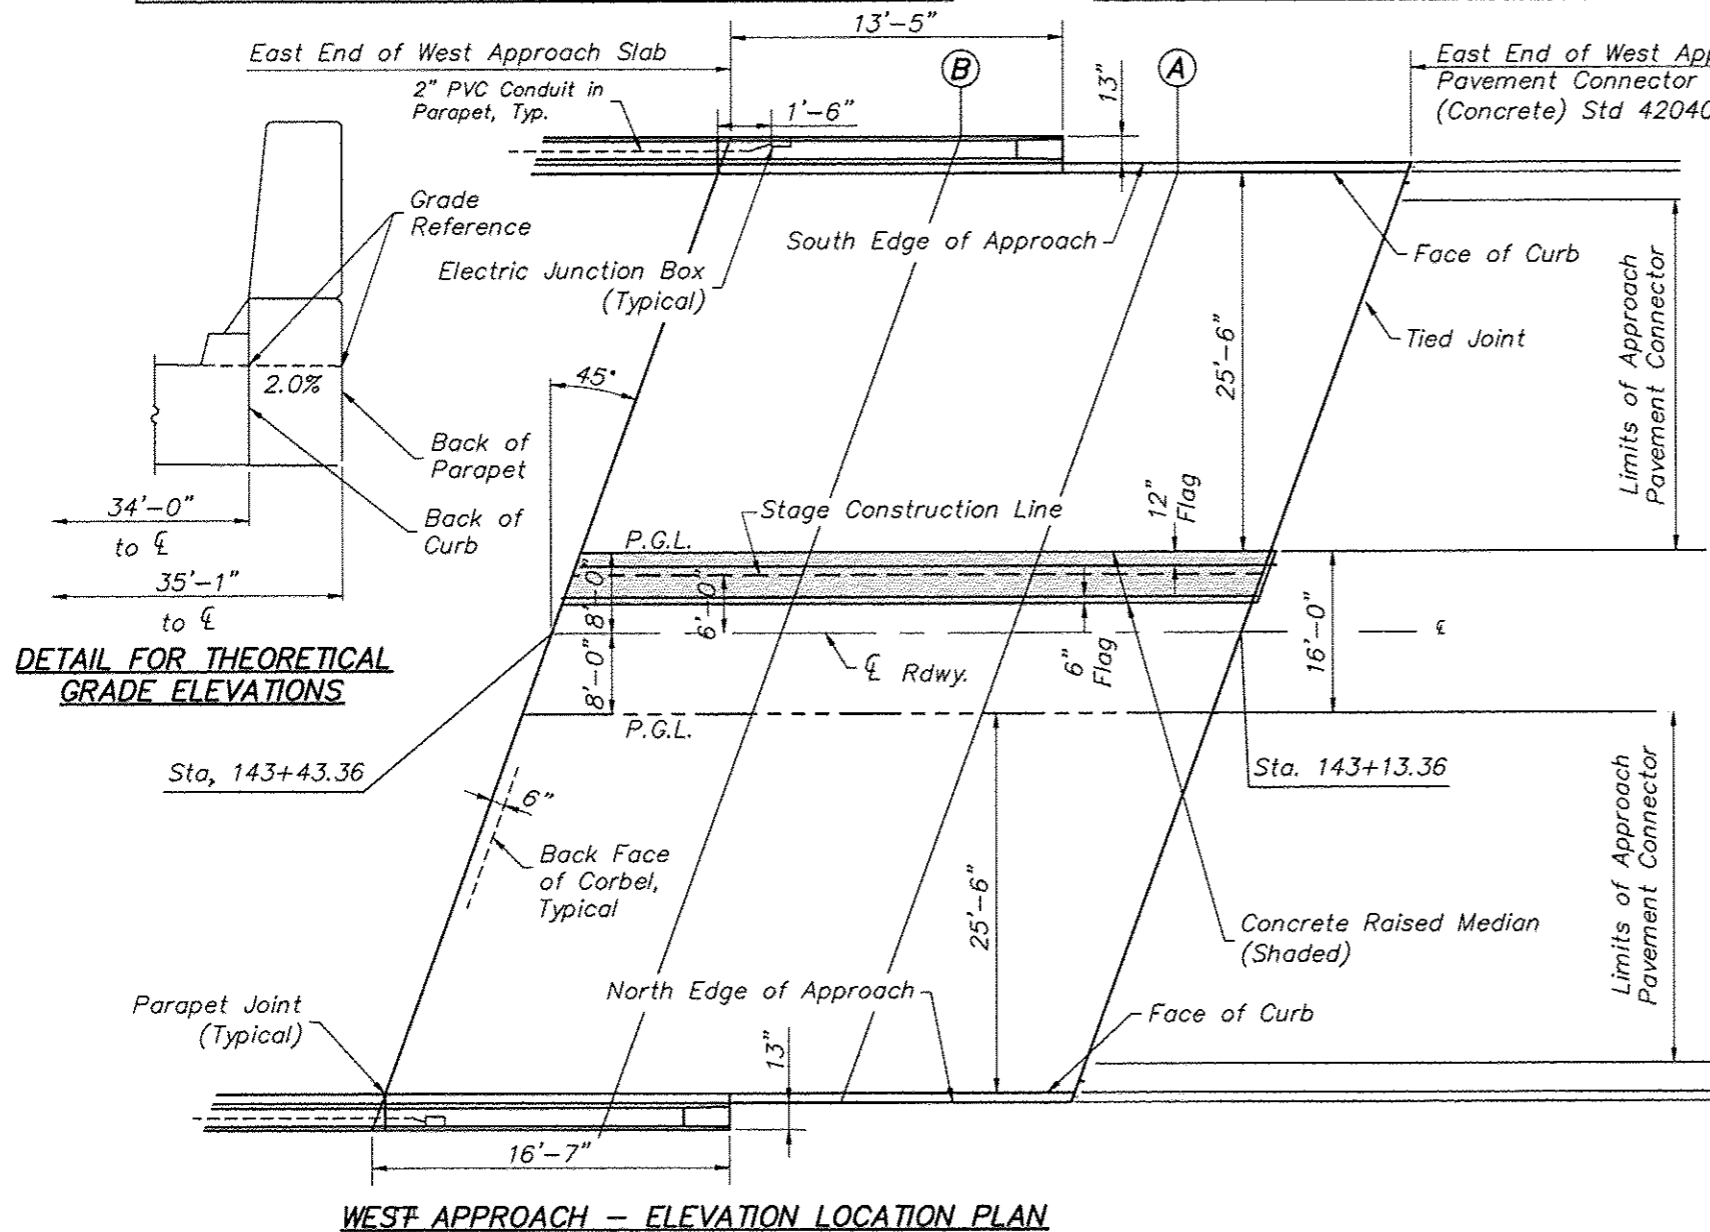 13'-5"
East End of West Approach Slab
2" PVC Conduit in
Parapet, Typ.
1'-6"
B
A
13"
East End of West App
Pavement Connector
(Concrete) Std 42040
Grade
Reference
Electric Junction Box
(Typical)
South Edge of Approach
Face of Curb
Tied Joint
25'-6"
Limits of Approach
Pavement Connector
2.0%
45°
Back of
Parapet
34'-0"
to ℄
Back of
Curb
35'-1"
to ℄
DETAIL FOR THEORETICAL
GRADE ELEVATIONS
Stage Construction Line
12"
Flag
P.G.L.
8'-0"
6'-0"
8'-0"
℄ Rdwy.
6"
Flag
16'-0"
℄
P.G.L.
Sta, 143+43.36
Sta. 143+13.36
6"
Back Face
of Corbel,
Typical
25'-6"
Concrete Raised Median
(Shaded)
Limits of Approach
Pavement Connector
Parapet Joint
(Typical)
North Edge of Approach
Face of Curb
13"
16'-7"
WEST APPROACH – ELEVATION LOCATION PLAN